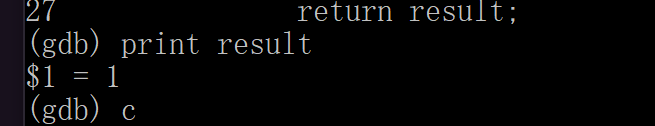 27 return result;
(gdb) print result
$1 = 1
(gdb) c